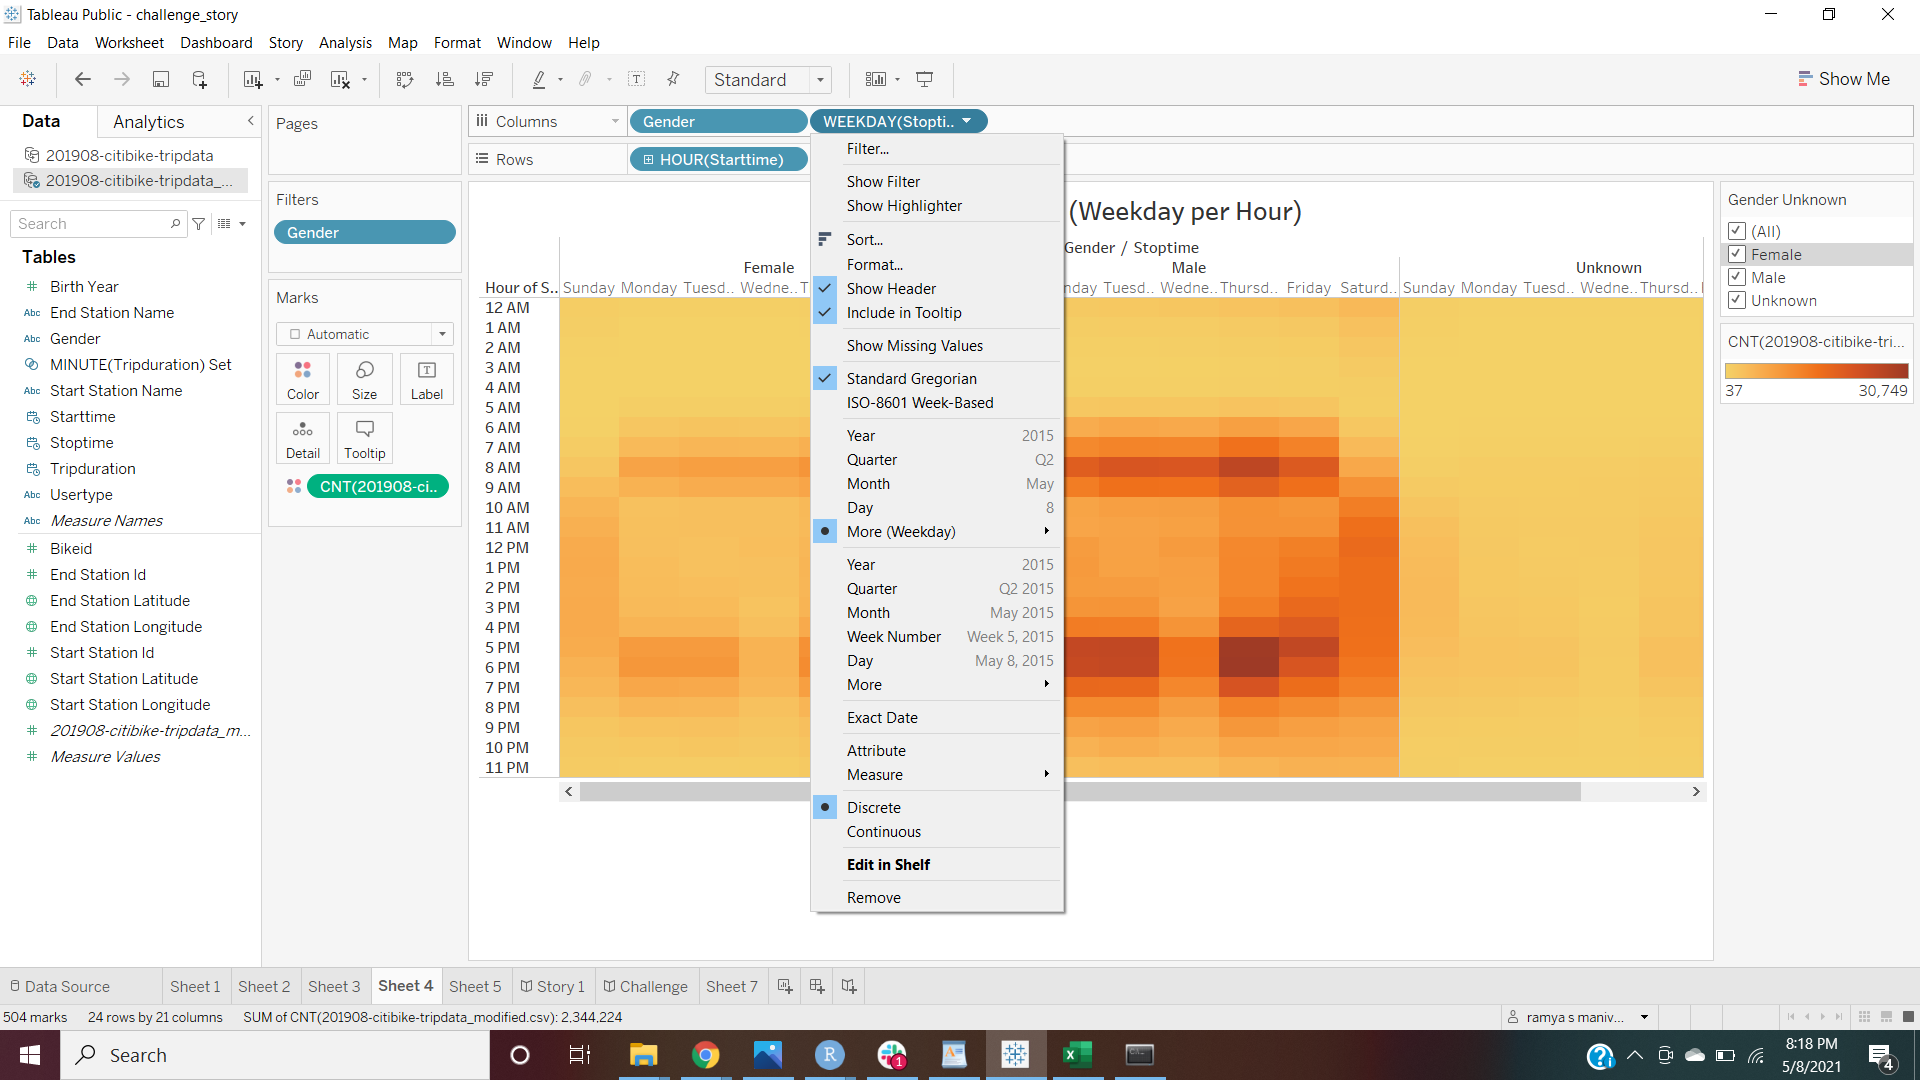 Tableau Public - challenge_story
File Data Worksheet Dashboard Story Analysis Map Format Window Help
Standard
Show Me
Data Analytics
201908-citibike-tripdata
201908-citibike-tripdata_...
Search
Tables
Birth Year
End Station Name
Gender
MINUTE(Tripduration) Set
Start Station Name
Starttime
Stoptime
Tripduration
Usertype
Measure Names
Bikeid
End Station Id
End Station Latitude
End Station Longitude
Start Station Id
Start Station Latitude
Start Station Longitude
201908-citibike-tripdata_m...
Measure Values
Pages
Filters
Gender
Marks
Automatic
Color Size Label
Detail Tooltip
CNT(201908-ci..
Columns Gender WEEKDAY(Stopti..
Rows HOUR(Starttime)
(Weekday per Hour)
Gender / Stoptime
Female Male Unknown
Hour of S.. Sunday Monday Tuesd.. Wedne.. T nday Tuesd.. Wedne.. Thursd.. Friday Saturd.. Sunday Monday Tuesd.. Wedne.. Thursd..
12 AM
1 AM
2 AM
3 AM
4 AM
5 AM
6 AM
7 AM
8 AM
9 AM
10 AM
11 AM
12 PM
1 PM
2 PM
3 PM
4 PM
5 PM
6 PM
7 PM
8 PM
9 PM
10 PM
11 PM
Filter...
Show Filter
Show Highlighter
Sort...
Format...
Show Header
Include in Tooltip
Show Missing Values
Standard Gregorian
ISO-8601 Week-Based
Year 2015
Quarter Q2
Month May
Day 8
More (Weekday)
Year 2015
Quarter Q2 2015
Month May 2015
Week Number Week 5, 2015
Day May 8, 2015
More
Exact Date
Attribute
Measure
Discrete
Continuous
Edit in Shelf
Remove
Gender Unknown
(All)
Female
Male
Unknown
CNT(201908-citibike-tri...
37 30,749
Data Source Sheet 1 Sheet 2 Sheet 3 Sheet 4 Sheet 5 Story 1 Challenge Sheet 7
504 marks 24 rows by 21 columns SUM of CNT(201908-citibike-tripdata_modified.csv): 2,344,224
ramya s maniv...
Search
8:18 PM
5/8/2021
1
4